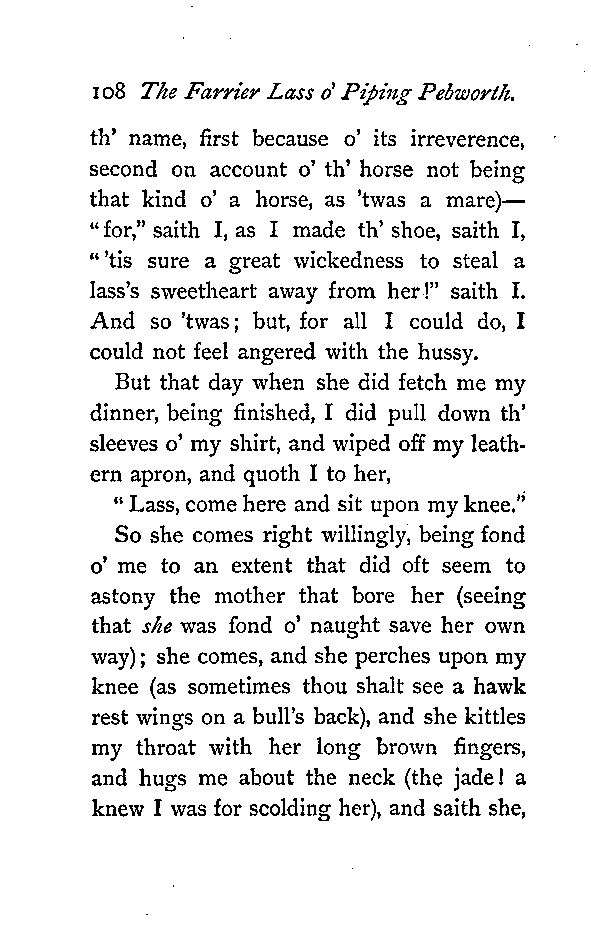 108 The Farrier Lass o' Piping Pebworth.
th' name, first because o' its irreverence,
second on account o' th' horse not being
that kind o' a horse, as 'twas a mare)—
"for," saith I, as I made th' shoe, saith I,
"'tis sure a great wickedness to steal a
lass's sweetheart away from her!" saith I.
And so 'twas; but, for all I could do, I
could not feel angered with the hussy.
But that day when she did fetch me my
dinner, being finished, I did pull down th'
sleeves o' my shirt, and wiped off my leath-
ern apron, and quoth I to her,
"Lass, come here and sit upon my knee."
So she comes right willingly, being fond
o' me to an extent that did oft seem to
astony the mother that bore her (seeing
that she was fond o' naught save her own
way); she comes, and she perches upon my
knee (as sometimes thou shalt see a hawk
rest wings on a bull's back), and she kittles
my throat with her long brown fingers,
and hugs me about the neck (the jade! a
knew I was for scolding her), and saith she,